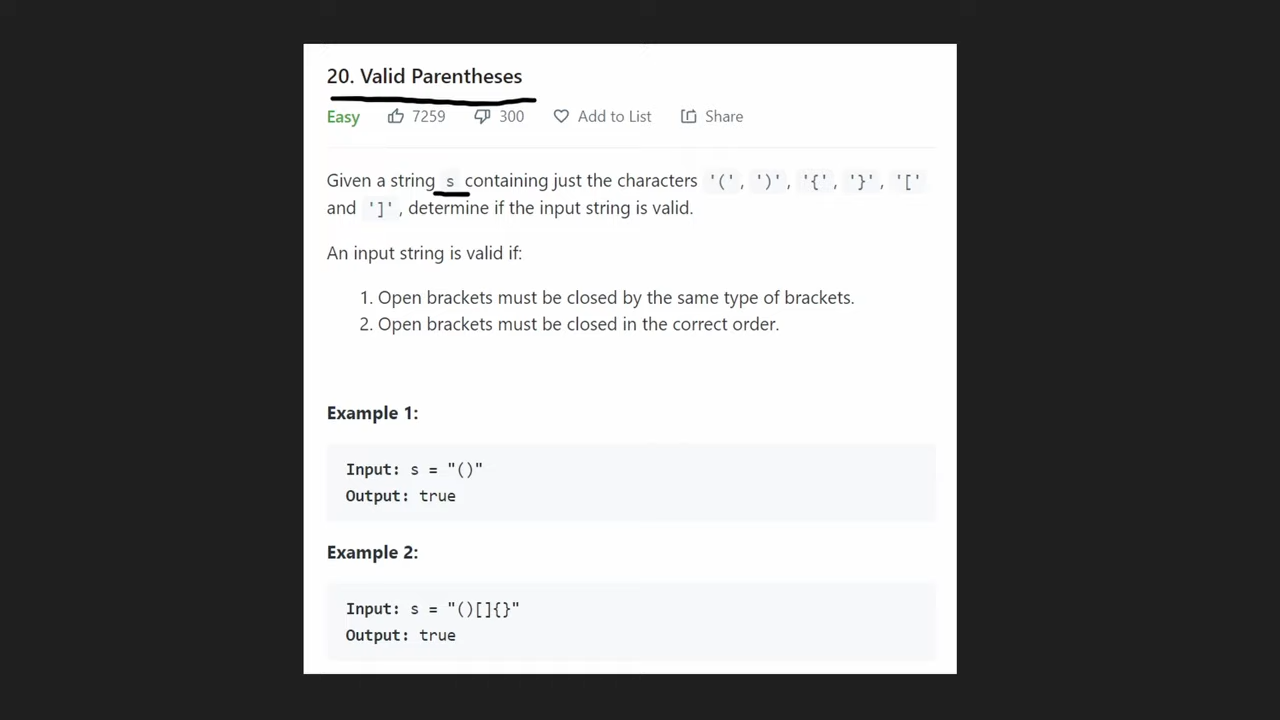 20. Valid Parentheses
Easy 7259 300 Add to List Share
Given a string s containing just the characters '(', ')', '{', '}', '['
and ']', determine if the input string is valid.
An input string is valid if:
1. Open brackets must be closed by the same type of brackets.
2. Open brackets must be closed in the correct order.
Example 1:
Input: s = "()"
Output: true
Example 2:
Input: s = "()[]{}"
Output: true